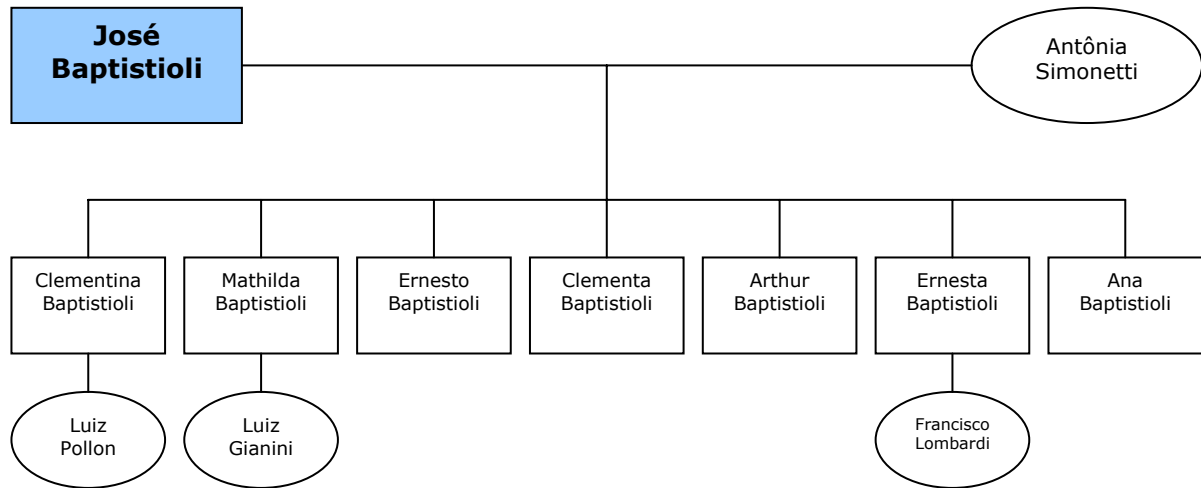 José
Baptistioli
Antônia
Simonetti
Clementina
Baptistioli
Mathilda
Baptistioli
Ernesto
Baptistioli
Clementa
Baptistioli
Arthur
Baptistioli
Ernesta
Baptistioli
Ana
Baptistioli
Luiz
Pollon
Luiz
Gianini
Francisco
Lombardi